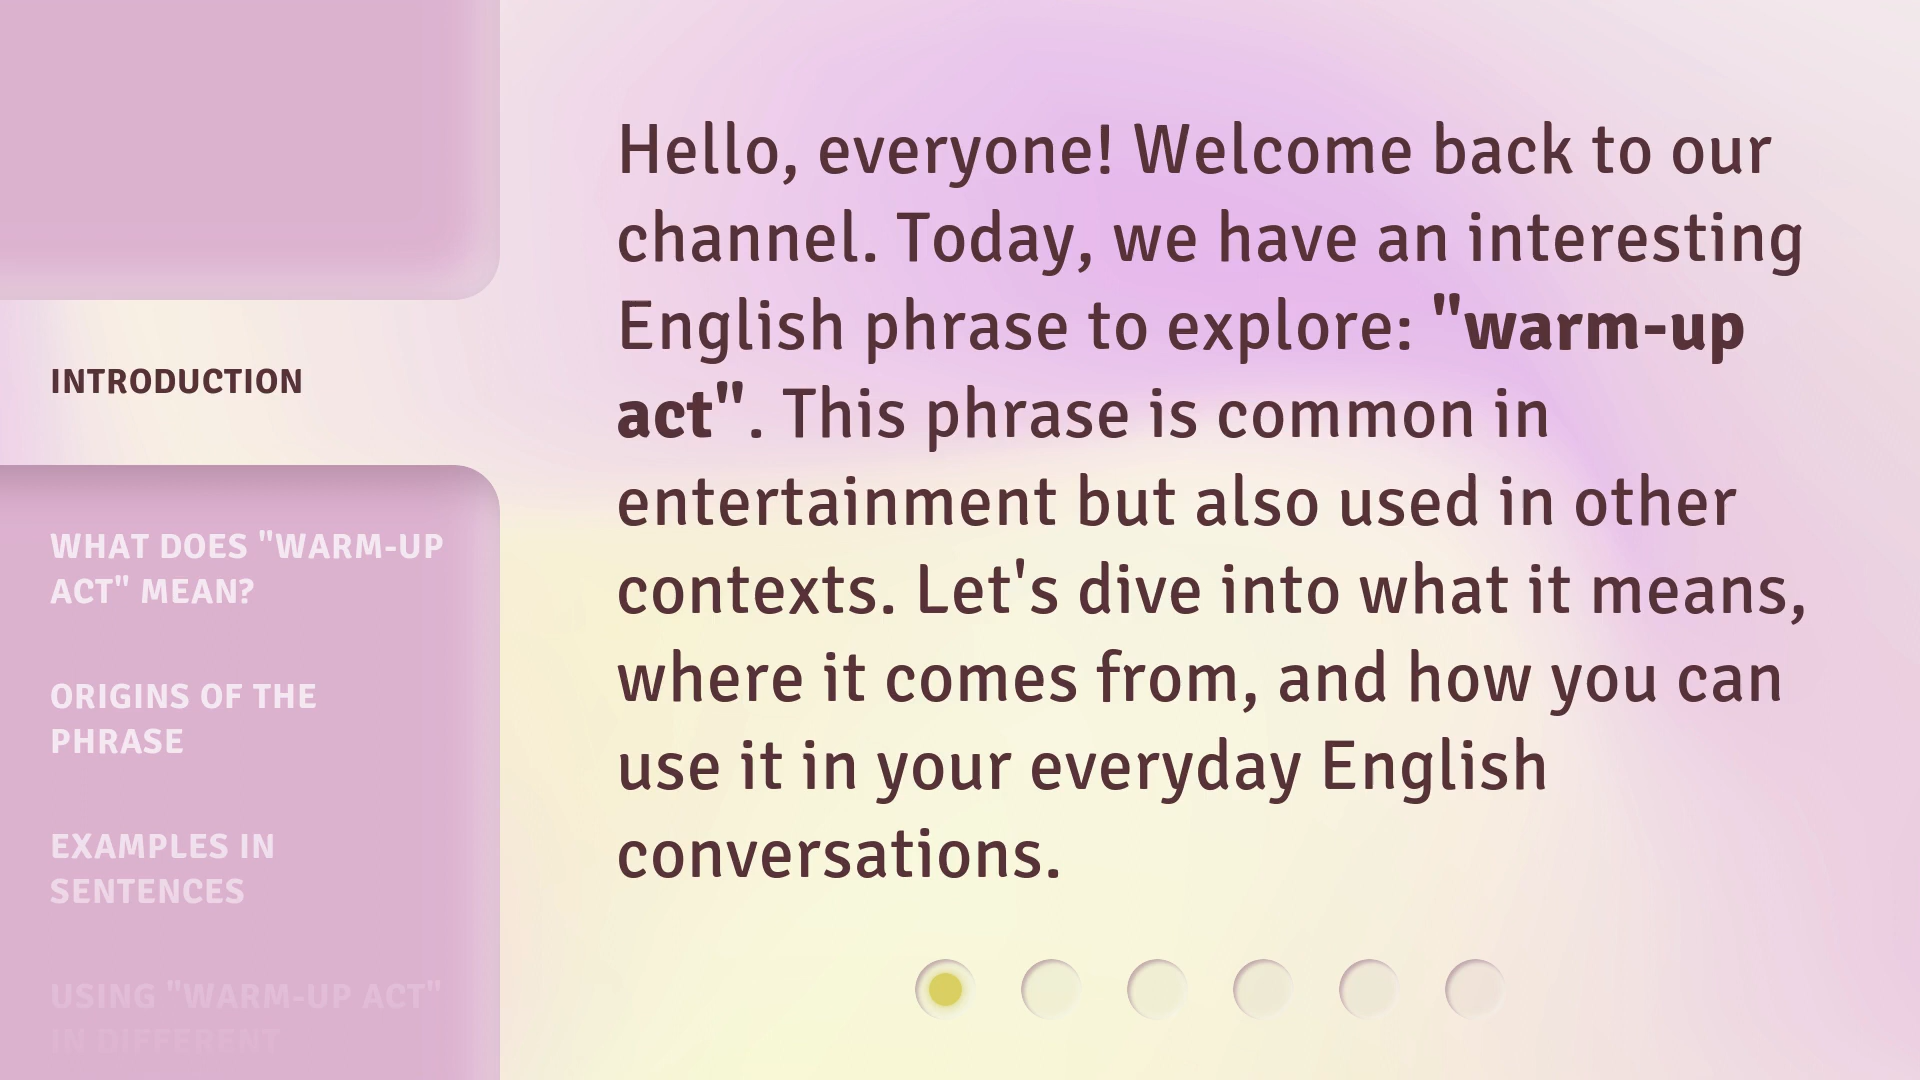 INTRODUCTION
WHAT DOES "WARM-UP
ACT" MEAN?
ORIGINS OF THE
PHRASE
EXAMPLES IN
SENTENCES
USING "WARM-UP ACT"
IN DIFFERENT
Hello, everyone! Welcome back to our
channel. Today, we have an interesting
English phrase to explore: "warm-up
act". This phrase is common in
entertainment but also used in other
contexts. Let's dive into what it means,
where it comes from, and how you can
use it in your everyday English
conversations.